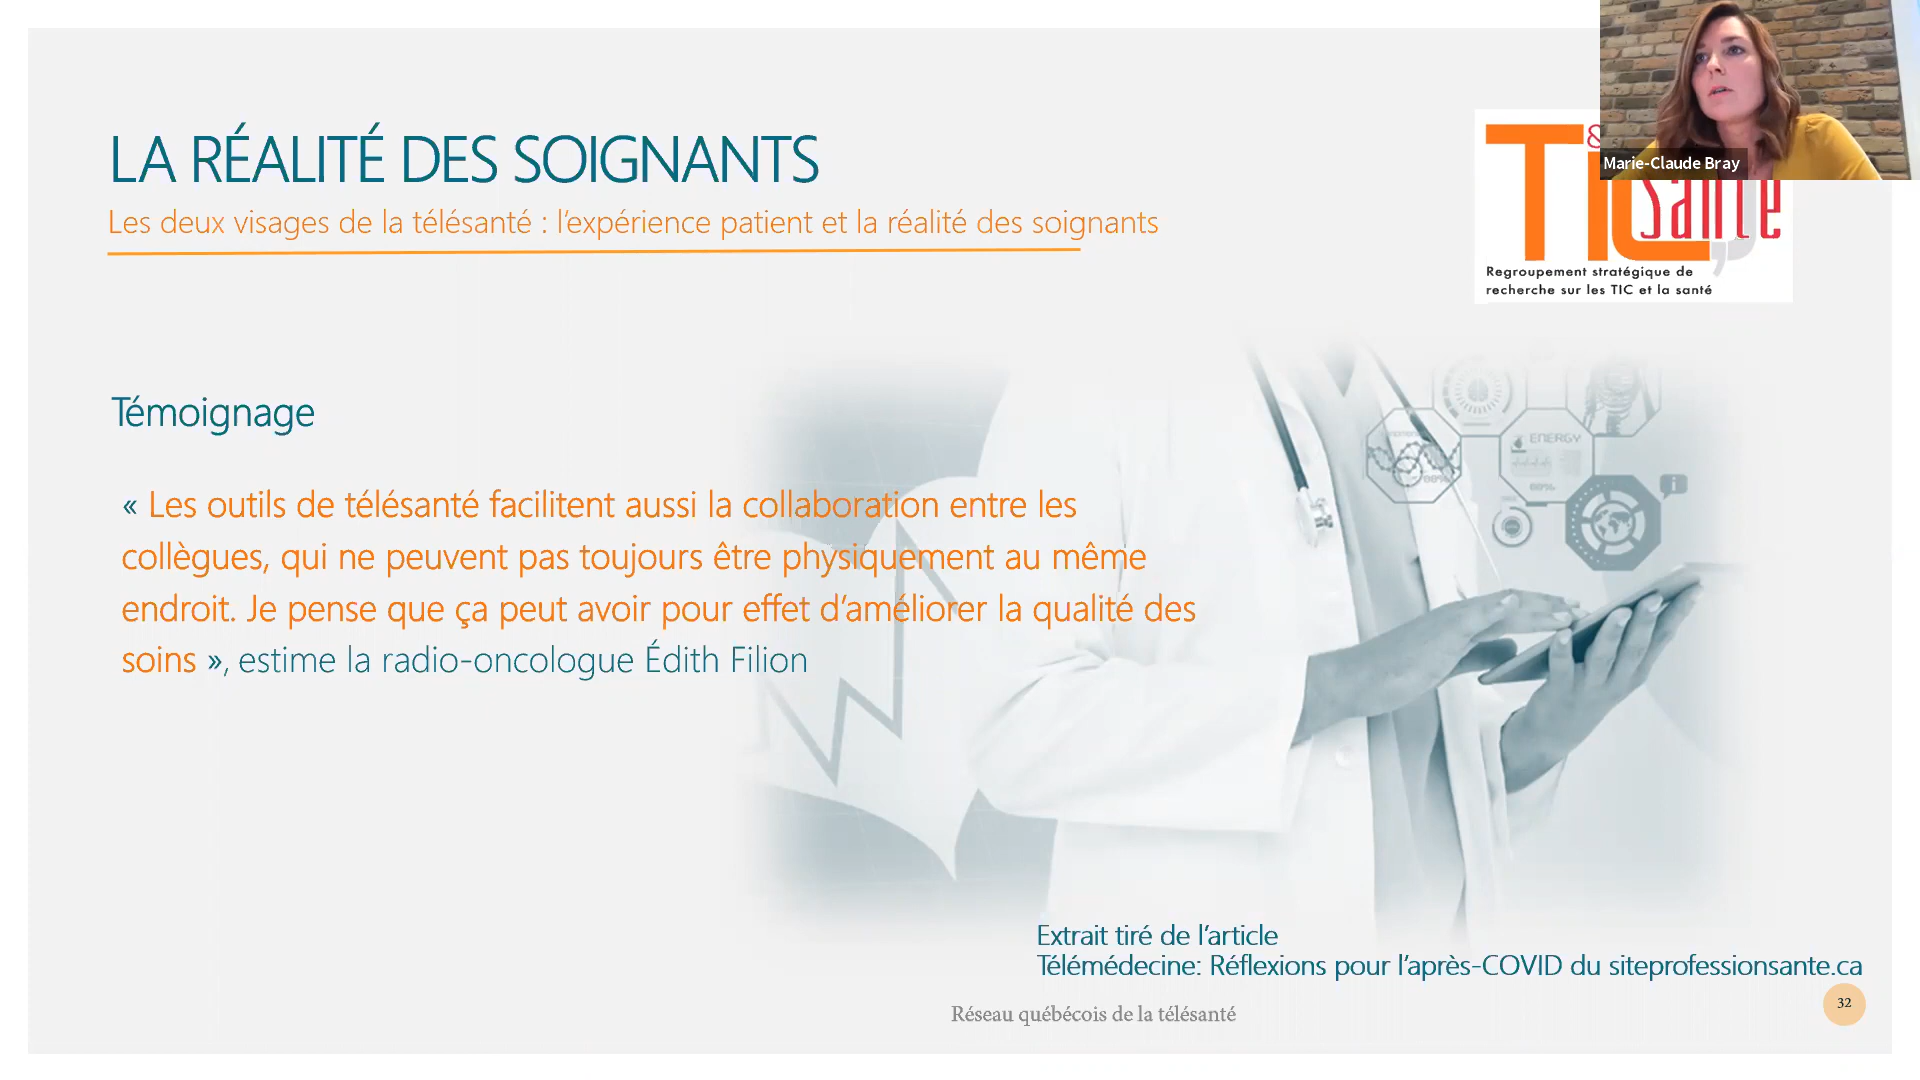 LA RÉALITÉ DES SOIGNANTS
Les deux visages de la télésanté : l’expérience patient et la réalité des soignants
Marie-Claude Bray
TIC
&
santé
Regroupement stratégique de
recherche sur les TIC et la santé
Témoignage
« Les outils de télésanté facilitent aussi la collaboration entre les
collègues, qui ne peuvent pas toujours être physiquement au même
endroit. Je pense que ça peut avoir pour effet d’améliorer la qualité des
soins », estime la radio-oncologue Édith Filion
ENERGY
Extrait tiré de l’article
Télémédecine: Réflexions pour l’après-COVID du siteprofessionsante.ca
Réseau québécois de la télésanté
32